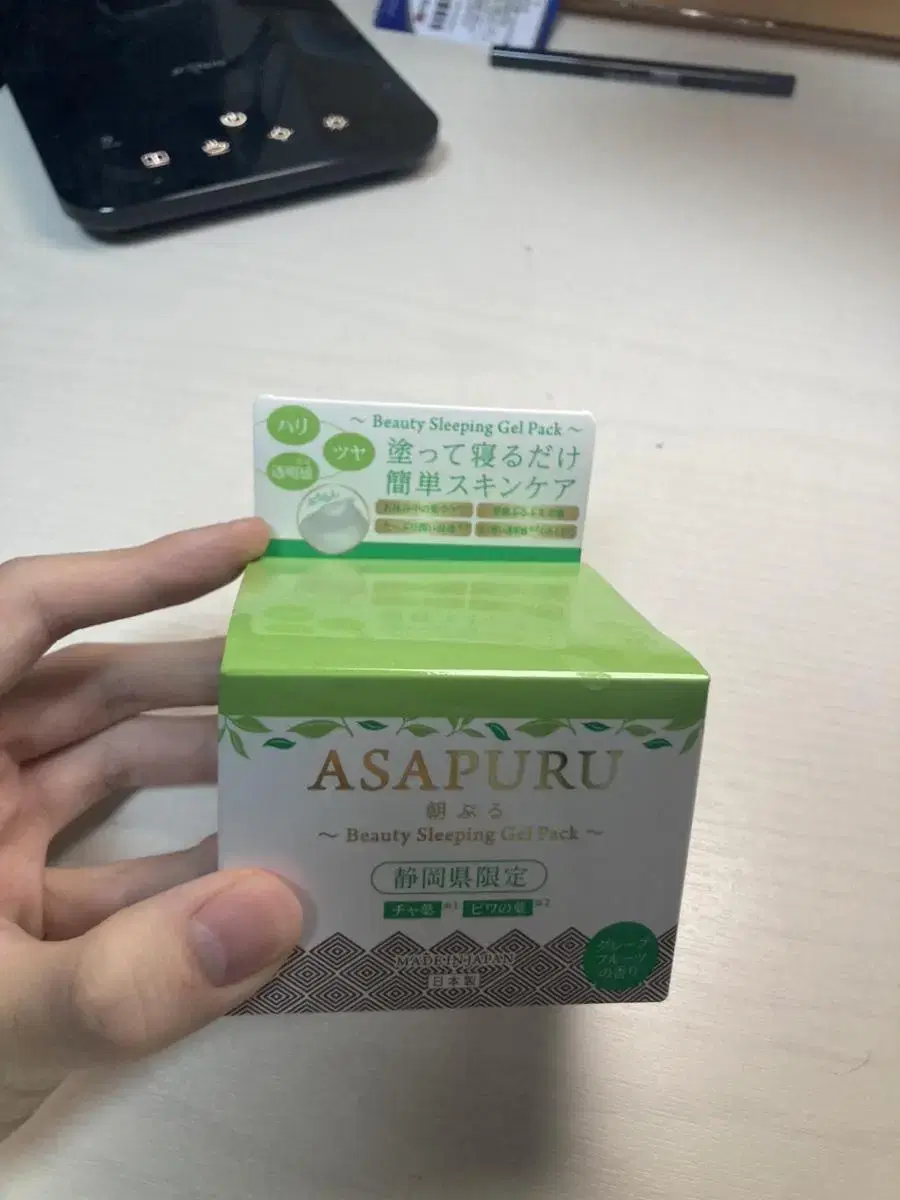 ハリ
ツヤ
透明感
~ Beauty Sleeping Gel Pack ~
塗って寝るだけ
簡単スキンケア
ASAPURU
朝ぷる
~ Beauty Sleeping Gel Pack ~
静岡県限定
チャ葉※1 ビワの葉※2
MADE IN JAPAN
日本製
グレープ
フルーツ
の香り